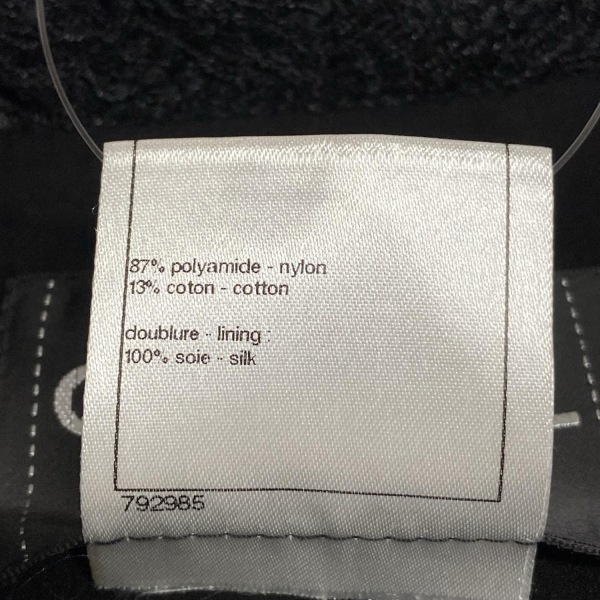 87% polyamide - nylon
13% coton - cotton
doublure - lining :
100% soie - silk
792985